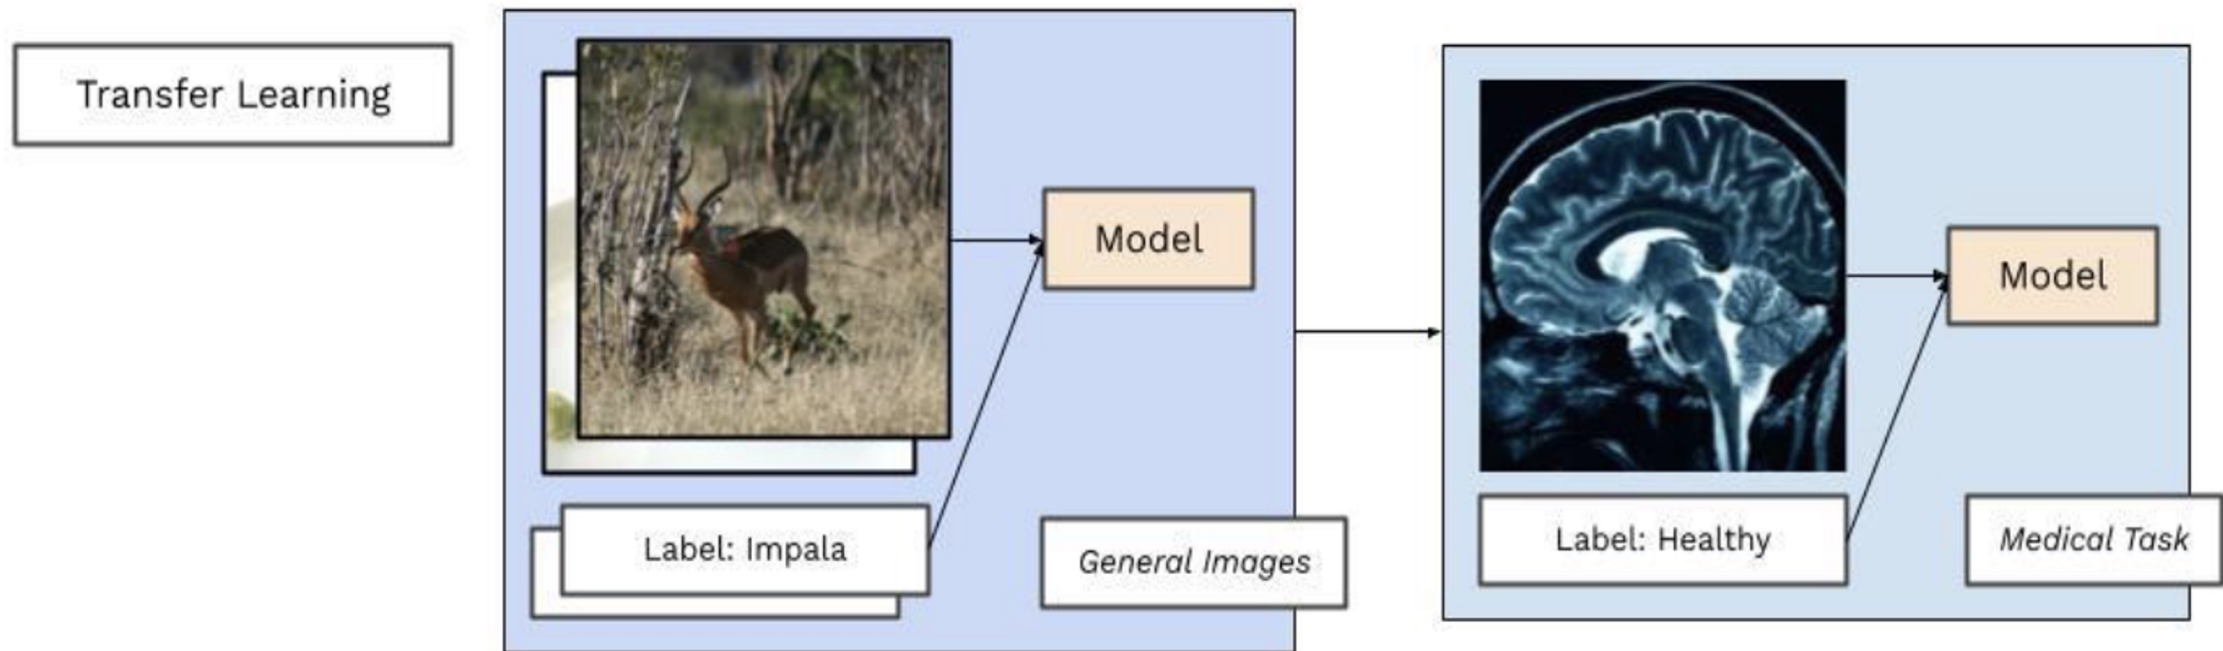 Transfer Learning
Model
Label: Impala
General Images
Model
Label: Healthy
Medical Task